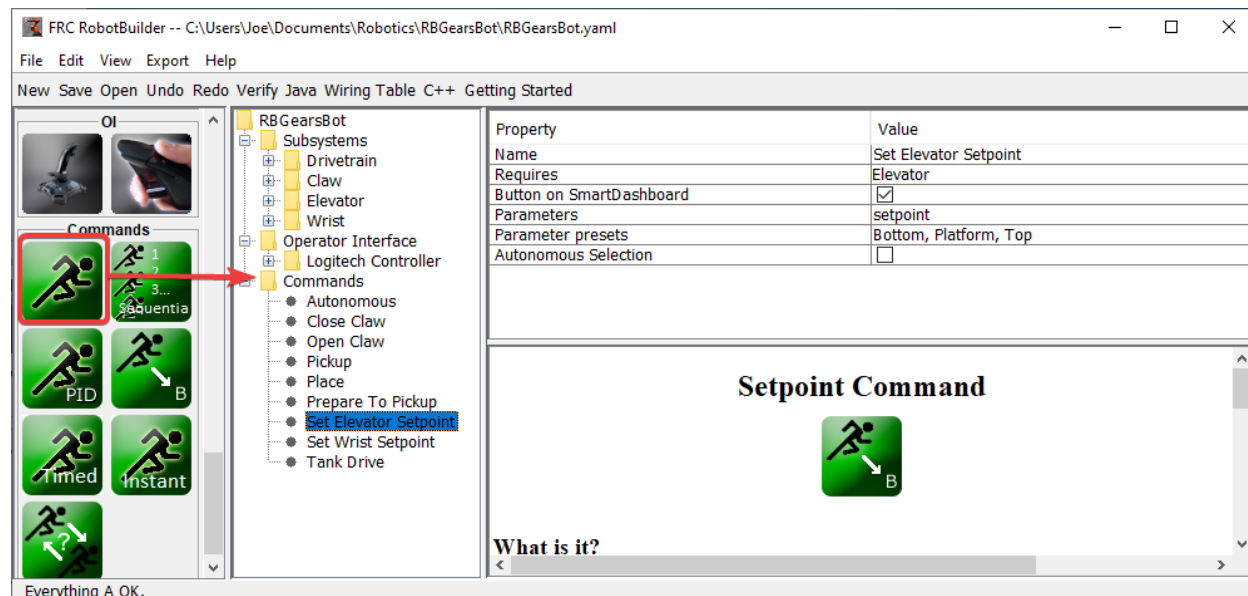 FRC RobotBuilder -- C:\Users\Joe\Documents\Robotics\RBGearsBot\RBGearsBot.yaml
File Edit View Export Help
New Save Open Undo Redo Verify Java Wiring Table C++ Getting Started
OI
Commands
1
2
3...
Sequentia
PID
B
Timed
Instant
?
RBGearsBot
Subsystems
Drivetrain
Claw
Elevator
Wrist
Operator Interface
Logitech Controller
Commands
Autonomous
Close Claw
Open Claw
Pickup
Place
Prepare To Pickup
Set Elevator Setpoint
Set Wrist Setpoint
Tank Drive
Property Value
Name Set Elevator Setpoint
Requires Elevator
Button on SmartDashboard
Parameters setpoint
Parameter presets Bottom, Platform, Top
Autonomous Selection
Setpoint Command
B
What is it?
Everything A OK.